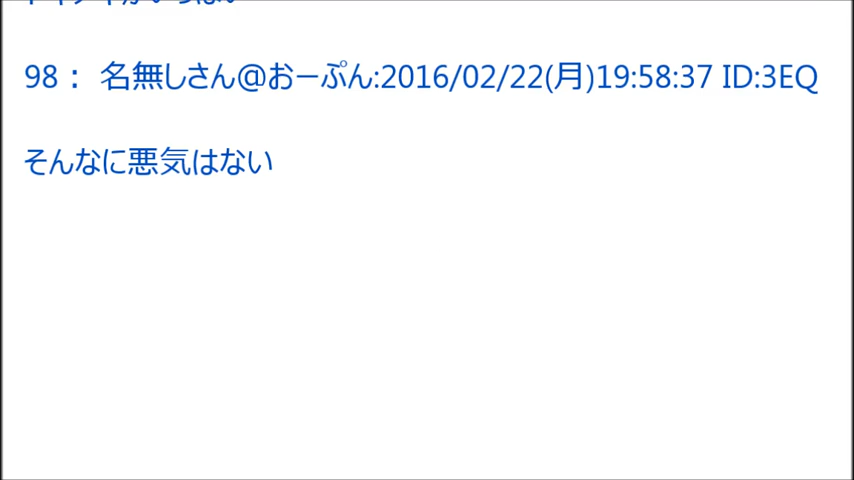 98： 名無しさん@おーぷん:2016/02/22(月)19:58:37 ID:3EQ
そんなに悪気はない